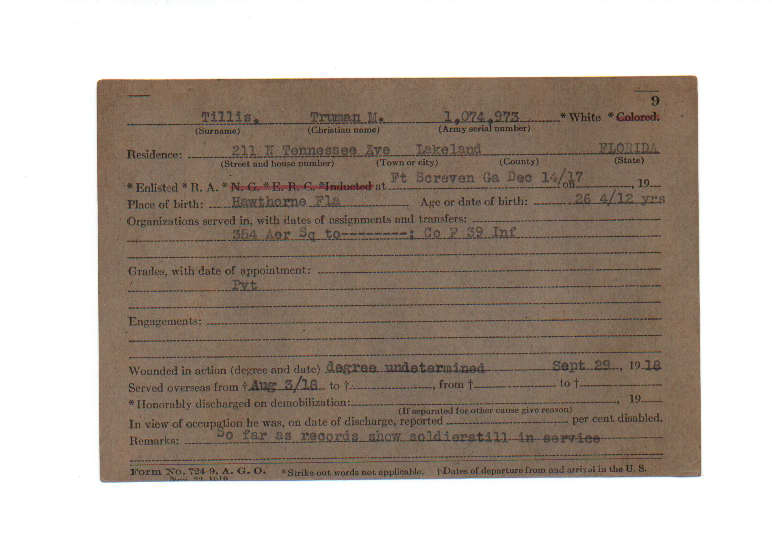 9
Tillis, Truman M. 1,074,973 * White * Colored.
(Surname) (Christian name) (Army serial number)
Residence: 211 N Tennessee Ave Lakeland FLORIDA
(Street and house number) (Town or city) (County) (State)
* Enlisted * R. A. * N. G. * E. R. C. *Inducted at Ft Screven Ga Dec 14/17 on , 19
Place of birth: Hawthorne Fla Age or date of birth: 26 4/12 yrs
Organizations served in, with dates of assignments and transfers:
354 Aer Sq to--------; Co F 39 Inf
Grades, with date of appointment:
Pvt
Engagements:
Wounded in action (degree and date) degree undetermined Sept 29, 1918
Served overseas from † Aug 3/18 to † , from † to †
* Honorably discharged on demobilization: , 19
(If separated for other cause give reason)
In view of occupation he was, on date of discharge, reported per cent disabled.
Remarks: So far as records show soldierstill in service
Form No. 724-9, A. G. O. *Strike out words not applicable. †Dates of departure from and arrival in the U. S.